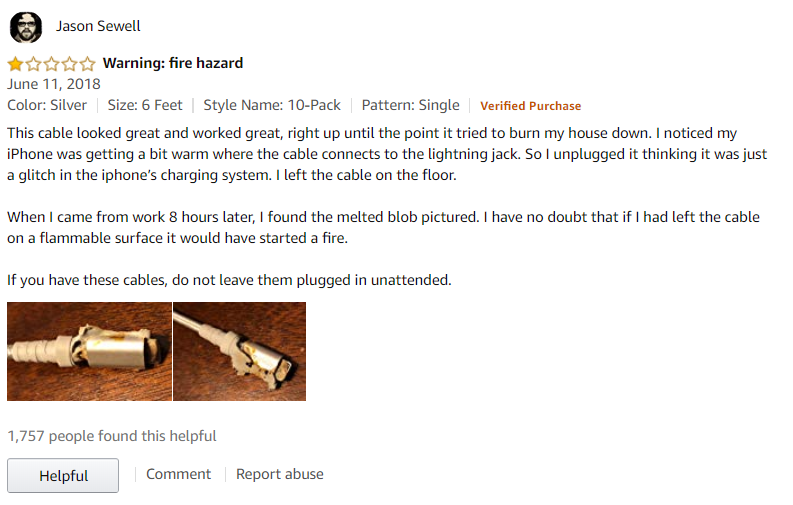 Jason Sewell
Warning: fire hazard
June 11, 2018
Color: Silver | Size: 6 Feet | Style Name: 10-Pack | Pattern: Single | Verified Purchase
This cable looked great and worked great, right up until the point it tried to burn my house down. I noticed my
iPhone was getting a bit warm where the cable connects to the lightning jack. So I unplugged it thinking it was just
a glitch in the iphone's charging system. I left the cable on the floor.
When I came from work 8 hours later, I found the melted blob pictured. I have no doubt that if I had left the cable
on a flammable surface it would have started a fire.
If you have these cables, do not leave them plugged in unattended.
1,757 people found this helpful
Helpful | Comment | Report abuse